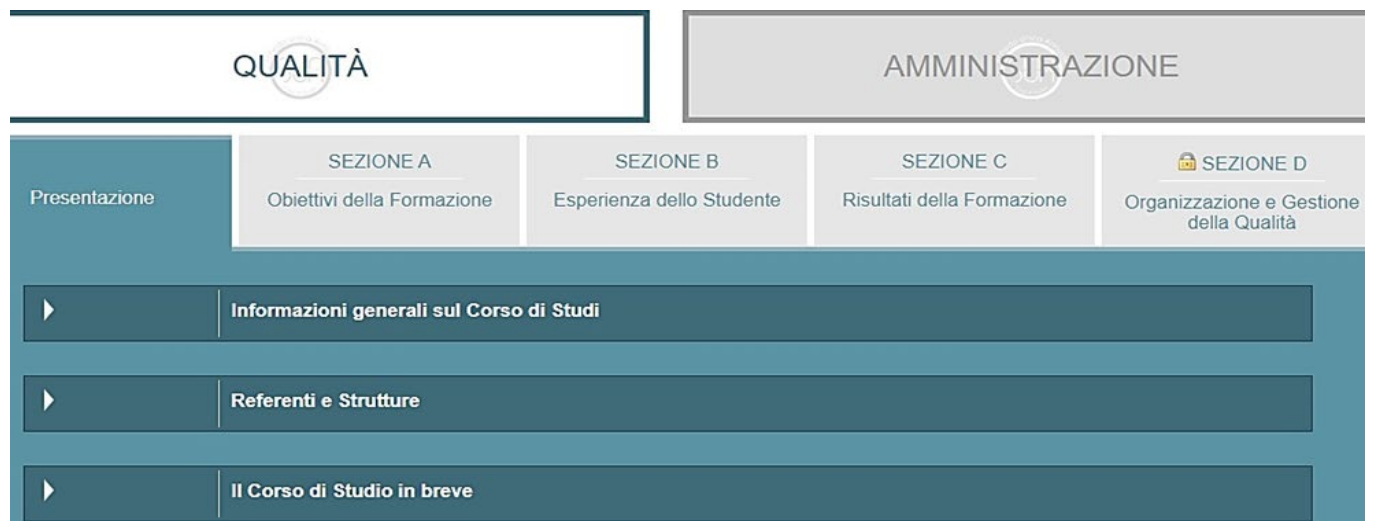 QUALITÀ
AMMINISTRAZIONE
Presentazione
SEZIONE A
Obiettivi della Formazione
SEZIONE B
Esperienza dello Studente
SEZIONE C
Risultati della Formazione
SEZIONE D
Organizzazione e Gestione
della Qualità
Informazioni generali sul Corso di Studi
Referenti e Strutture
Il Corso di Studio in breve